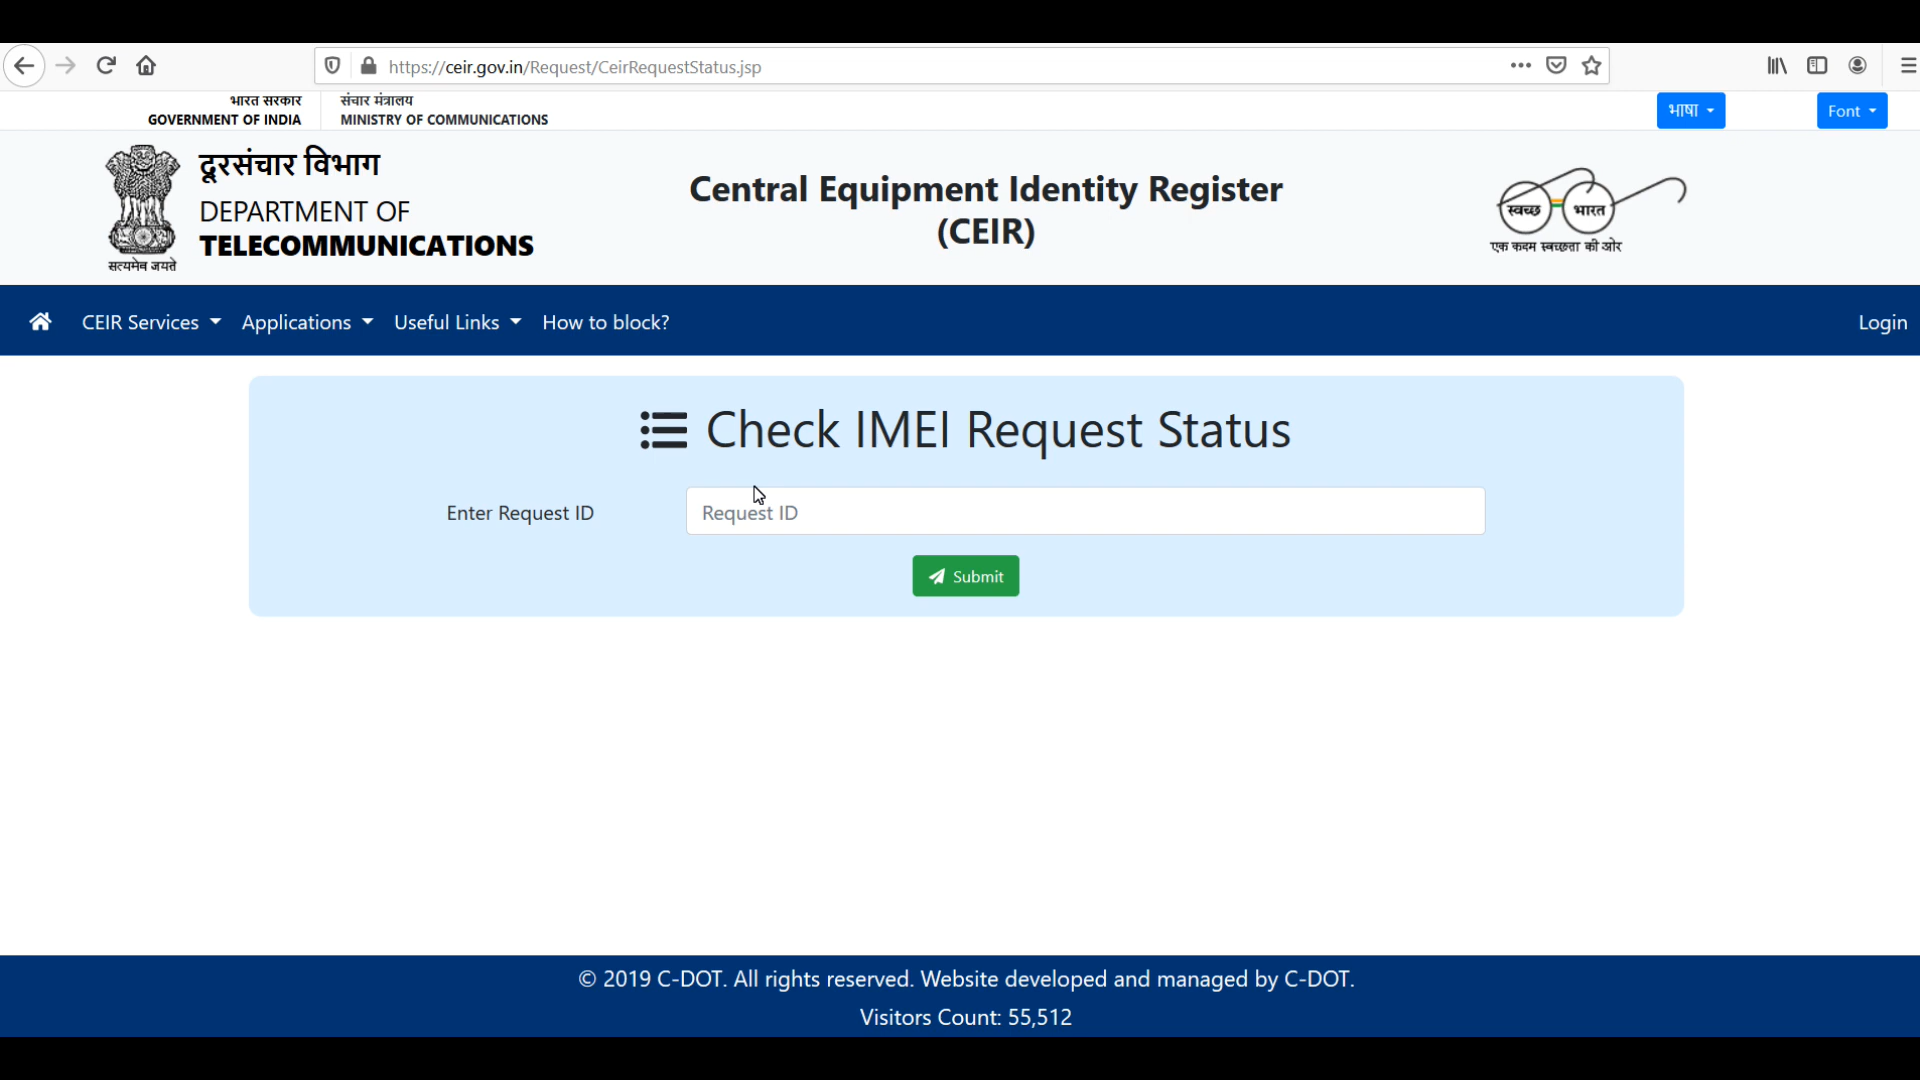 https://ceir.gov.in/Request/CeirRequestStatus.jsp
भारत सरकार
GOVERNMENT OF INDIA
संचार मंत्रालय
MINISTRY OF COMMUNICATIONS
भाषा
Font
दूरसंचार विभाग
DEPARTMENT OF
TELECOMMUNICATIONS
सत्यमेव जयते
Central Equipment Identity Register
(CEIR)
स्वच्छ भारत
एक कदम स्वच्छता की ओर
CEIR Services Applications Useful Links How to block? Login
Check IMEI Request Status
Enter Request ID Request ID
Submit
© 2019 C-DOT. All rights reserved. Website developed and managed by C-DOT.
Visitors Count: 55,512